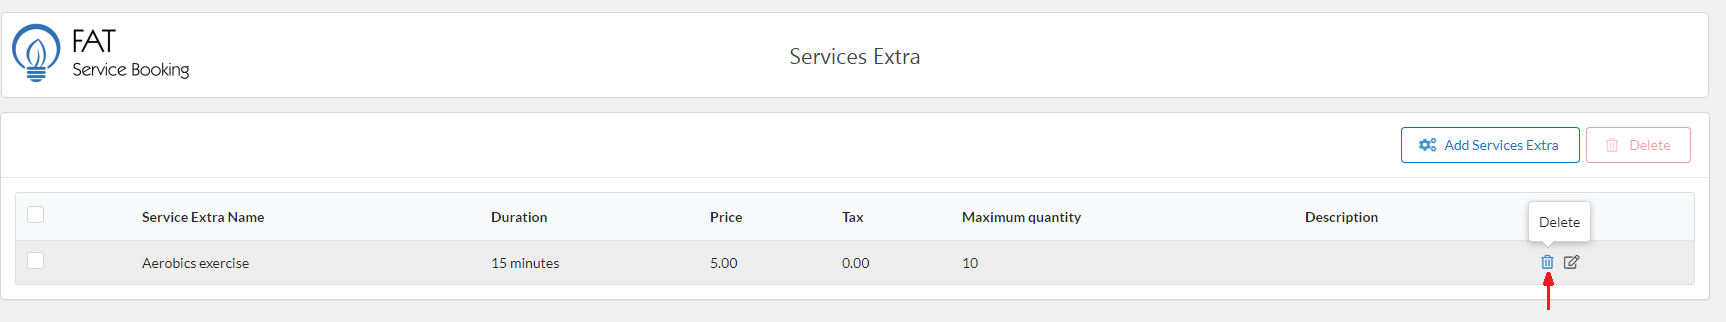 FAT
Service Booking
Services Extra
Add Services Extra
Delete
Service Extra Name Duration Price Tax Maximum quantity Description
Delete
Aerobics exercise 15 minutes 5.00 0.00 10